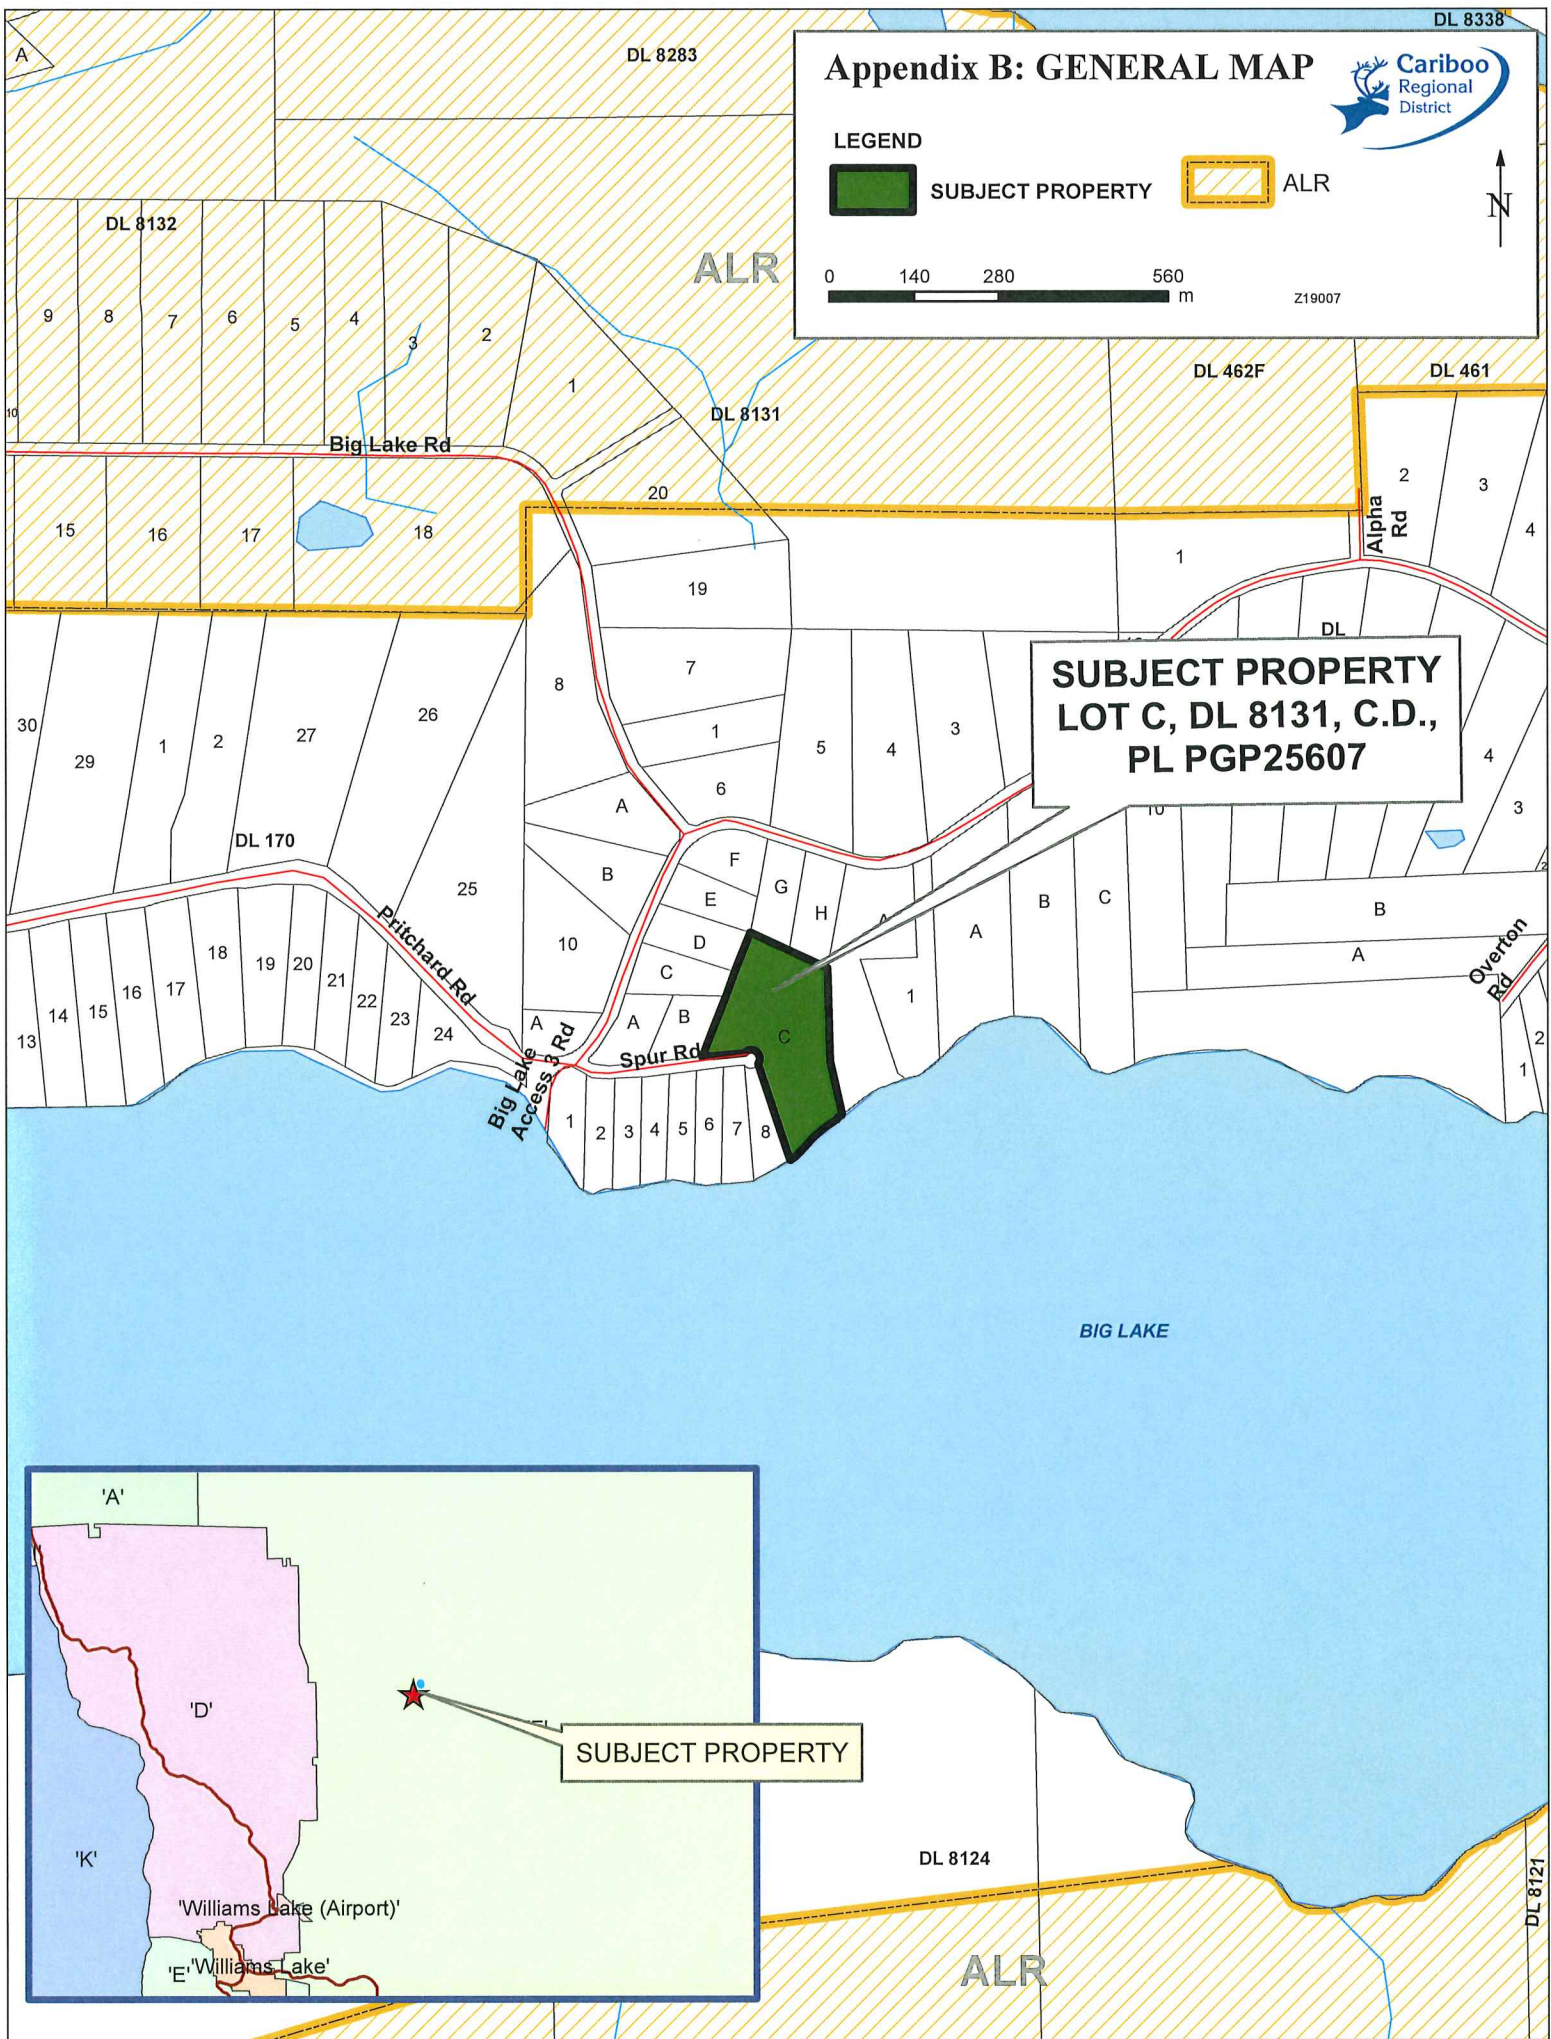 DL 8338
A
DL 8283
Appendix B: GENERAL MAP
Cariboo
Regional
District
LEGEND
SUBJECT PROPERTY
ALR
N
0 140 280 560
m
Z19007
DL 8132
ALR
9 8 7 6 5 4 3 2 1
10
DL 8131
DL 462F
DL 461
Big Lake Rd
20
15 16 17 18
2 3 4
Alpha
Rd
1
19
DL
SUBJECT PROPERTY
LOT C, DL 8131, C.D.,
PL PGP25607
30 29 1 2 27 26
8
7
1
6
5 4 3
4
3
10
2
DL 170
25
A
B
10
A
F
E
D
C
G
H
A
A B
1
A
B
C
B
A
Overton
Rd
2
1
Pritchard Rd
13 14 15 16 17 18 19 20 21 22 23 24
Big Lake
Access 3 Rd
Spur Rd
C
1 2 3 4 5 6 7 8
BIG LAKE
'A'
'D'
SUBJECT PROPERTY
'K'
'Williams Lake (Airport)'
'E'
'Williams Lake'
DL 8124
DL 8121
ALR